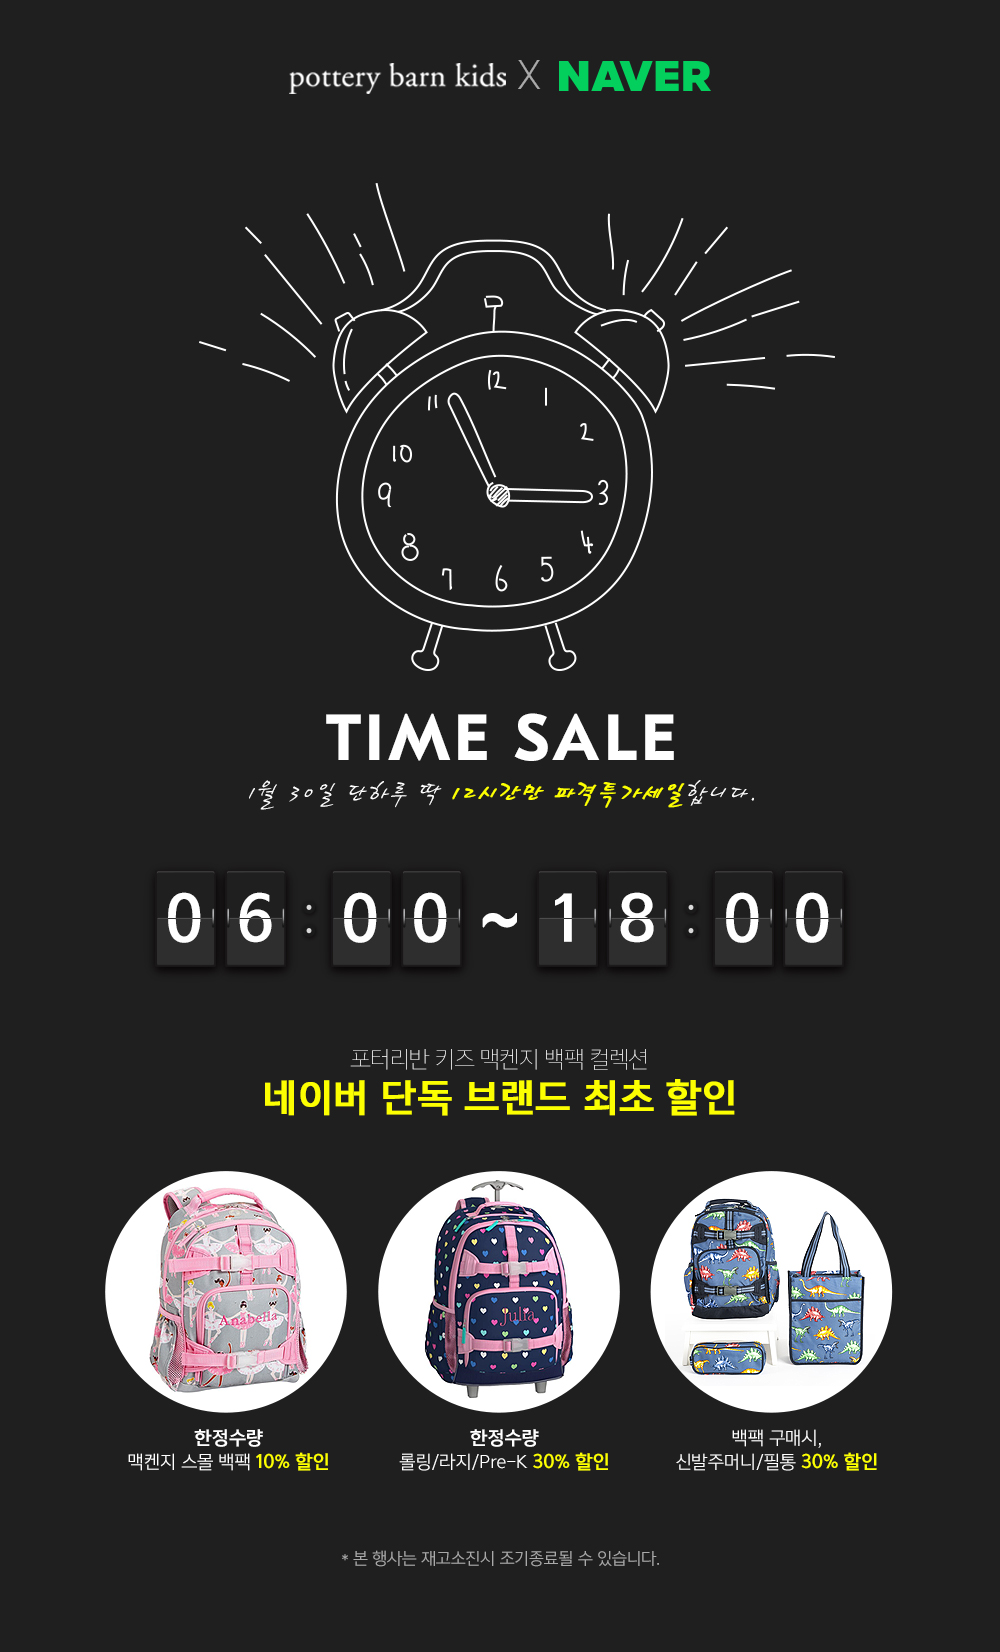 pottery barn kids X NAVER
12
11
1
2
10
9
3
8
4
7
6
5
TIME SALE
1월 30일 단하루 딱 12시간만 파격특가세일합니다.
06:00~18:00
포터리반 키즈 맥켄지 백팩 컬렉션
네이버 단독 브랜드 최초 할인
Anabella
Julia
한정수량
맥켄지 스몰 백팩 10% 할인
한정수량
롤링/라지/Pre-K 30% 할인
백팩 구매시,
신발주머니/필통 30% 할인
* 본 행사는 재고소진시 조기종료될 수 있습니다.